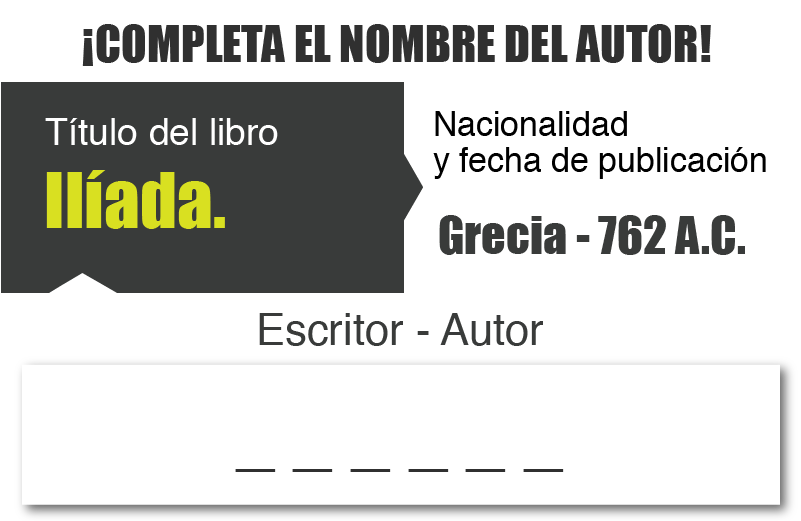 ¡COMPLETA EL NOMBRE DEL AUTOR!
Título del libro
Ilíada.
Nacionalidad
y fecha de publicación
Grecia - 762 A.C.
Escritor - Autor
_ _ _ _ _ _